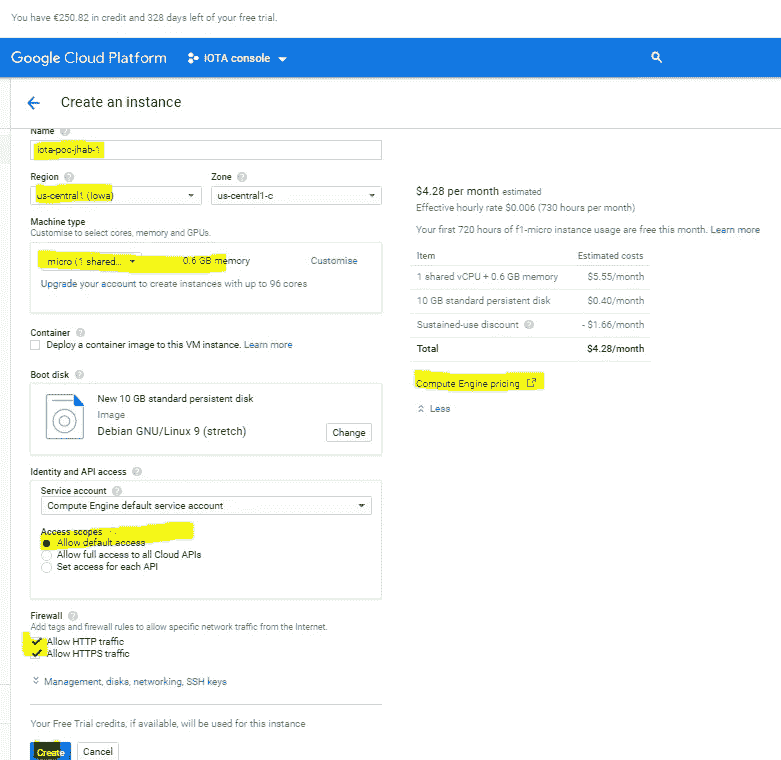 You have €250.82 in credit and 328 days left of your free trial.
Google Cloud Platform IOTA console
Create an instance
Name
iota-poc-jhab-1
Region Zone
us-central1 (Iowa) us-central1-c
Machine type
Customise to select cores, memory and GPUs.
micro (1 shared... 0.6 GB memory Customise
Upgrade your account to create instances with up to 96 cores
Container
Deploy a container image to this VM instance. Learn more
Boot disk
New 10 GB standard persistent disk
Image
Debian GNU/Linux 9 (stretch)
Change
Identity and API access
Service account
Compute Engine default service account
Access scopes
Allow default access
Allow full access to all Cloud APIs
Set access for each API
Firewall
Add tags and firewall rules to allow specific network traffic from the Internet.
Allow HTTP traffic
Allow HTTPS traffic
Management, disks, networking, SSH keys
Your Free Trial credits, if available, will be used for this instance
Create Cancel
$4.28 per month estimated
Effective hourly rate $0.006 (730 hours per month)
Your first 720 hours of f1-micro instance usage are free this month. Learn more
Item Estimated costs
1 shared vCPU + 0.6 GB memory $5.55/month
10 GB standard persistent disk $0.40/month
Sustained-use discount - $1.66/month
Total $4.28/month
Compute Engine pricing
Less